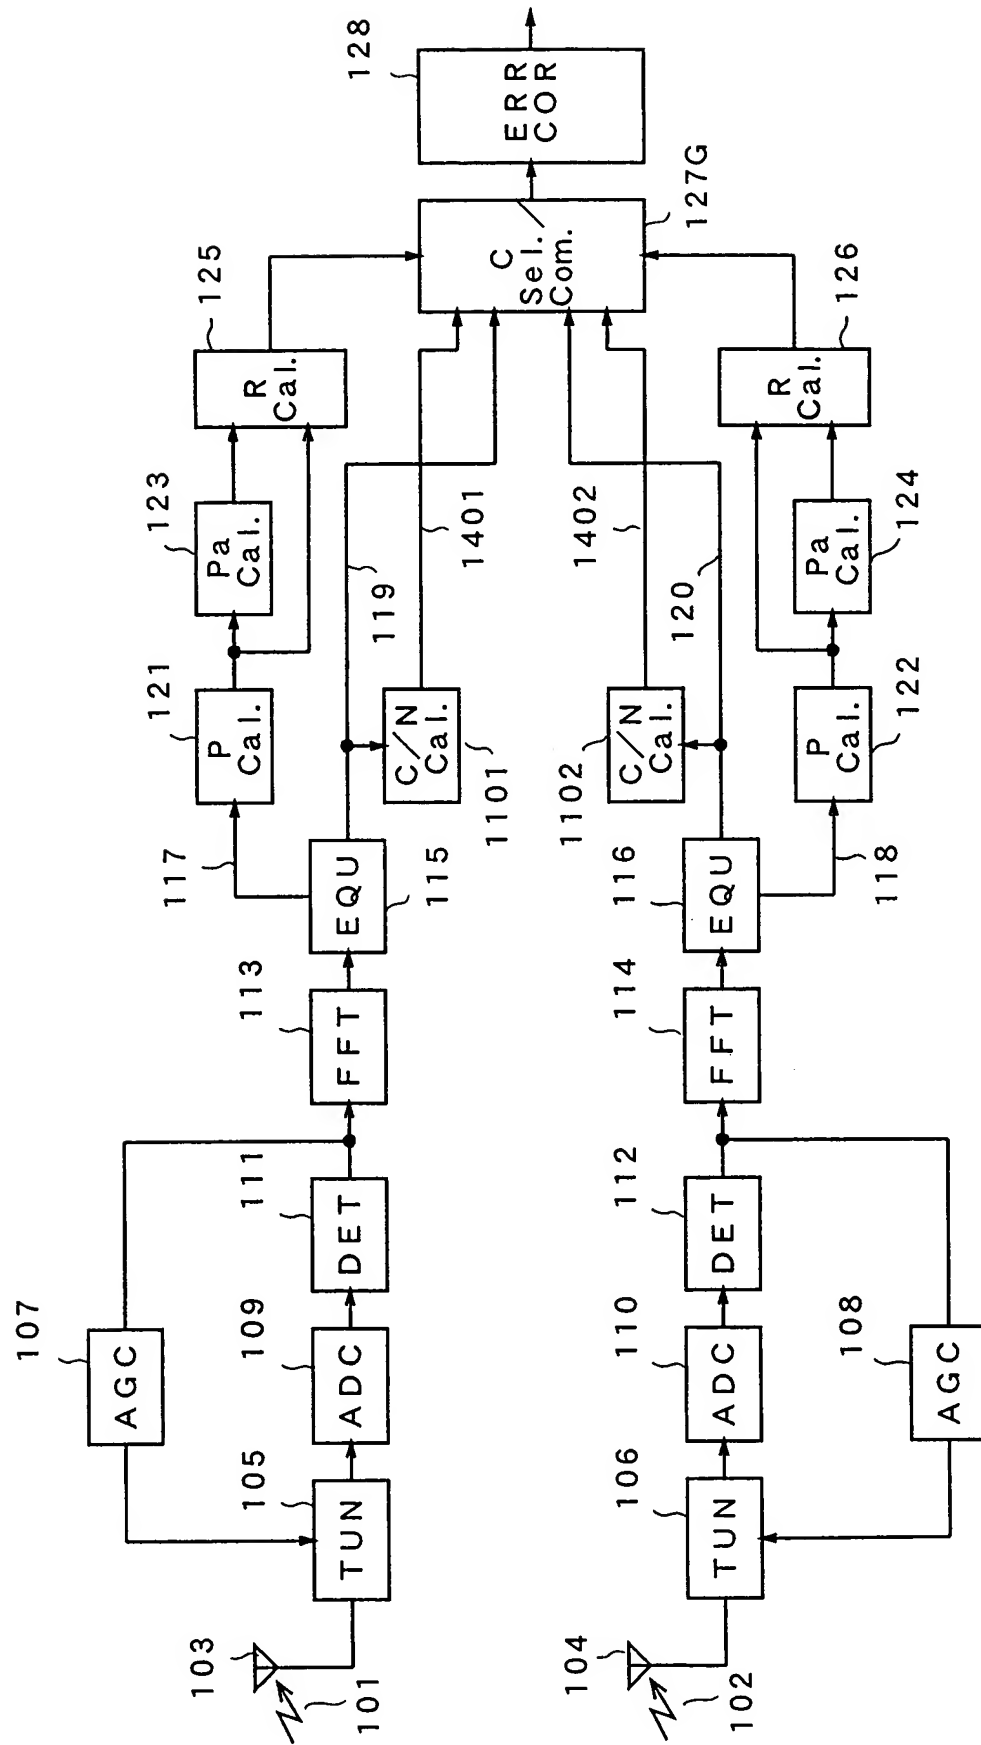 103
101
105
TUN
107
AGC
109
ADC
111
DET
113
FFT
115
EQU
117
121
P
Cal.
123
Pa
Cal.
125
R
Cal.
119
1101
C/N
Cal.
1401
127G
C
Sel./
Com.
128
ERR
COR
104
102
106
TUN
108
AGC
110
ADC
112
DET
114
FFT
116
EQU
118
122
P
Cal.
124
Pa
Cal.
126
R
Cal.
120
1102
C/N
Cal.
1402